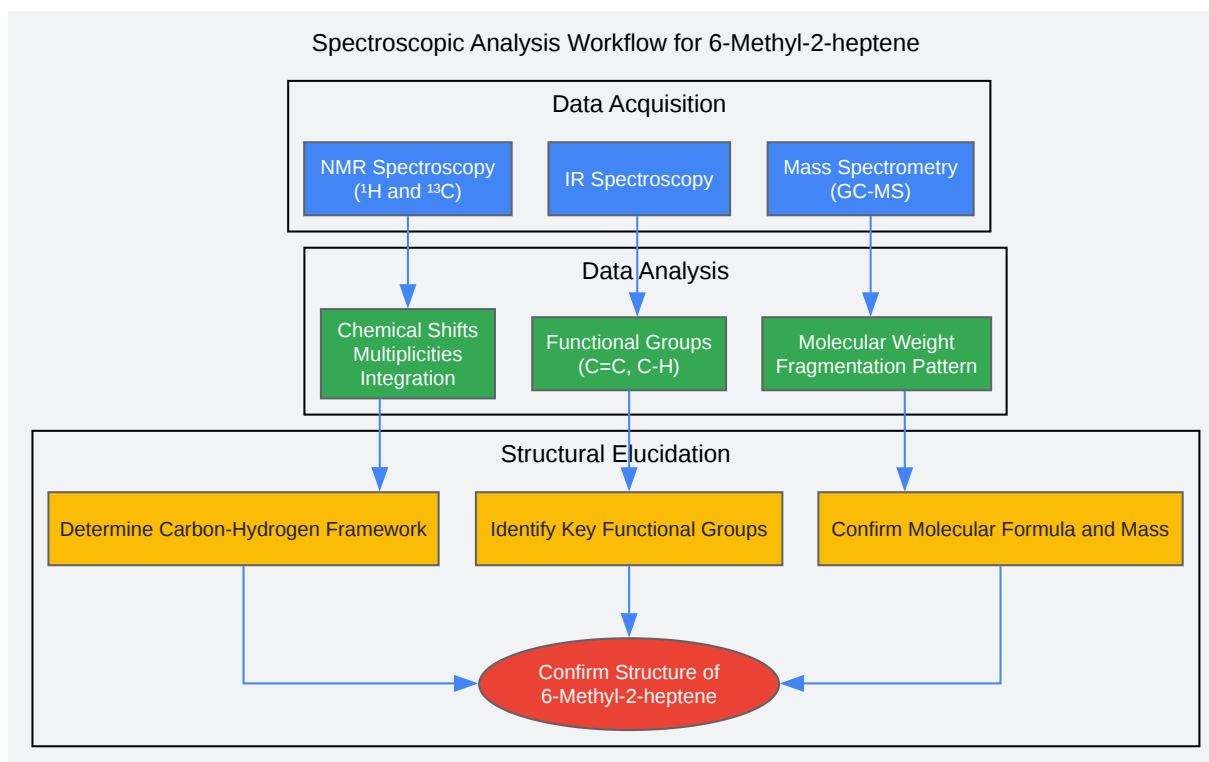 Spectroscopic Analysis Workflow for 6-Methyl-2-heptene
Data Acquisition
NMR Spectroscopy
(¹H and ¹³C)
IR Spectroscopy
Mass Spectrometry
(GC-MS)
Data Analysis
Chemical Shifts
Multiplicities
Integration
Functional Groups
(C=C, C-H)
Molecular Weight
Fragmentation Pattern
Structural Elucidation
Determine Carbon-Hydrogen Framework
Identify Key Functional Groups
Confirm Molecular Formula and Mass
Confirm Structure of
6-Methyl-2-heptene